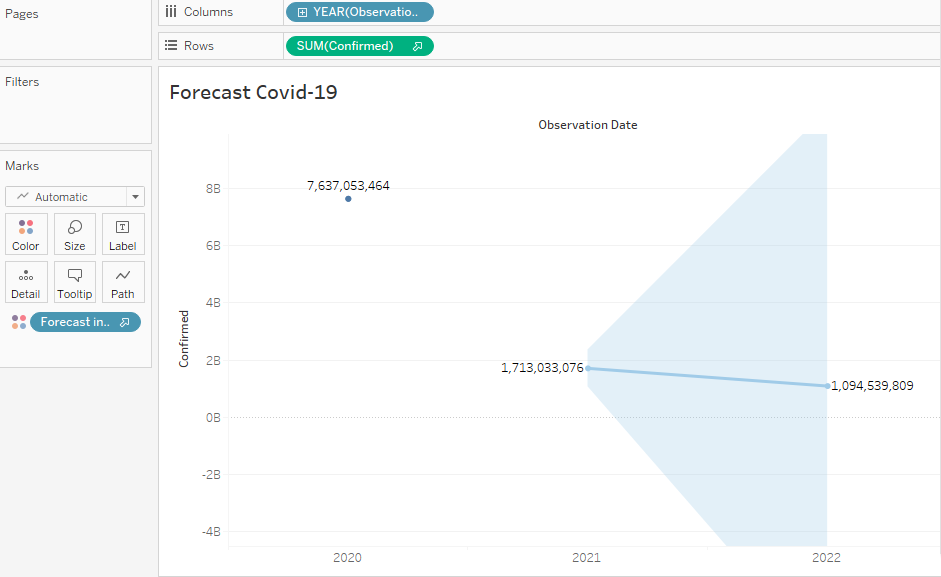 Pages
Columns
YEAR(Observatio..
Rows
SUM(Confirmed)
Filters
Marks
Automatic
Color
Size
Label
Detail
Tooltip
Path
Forecast in..
Forecast Covid-19
Observation Date
Confirmed
8B
6B
4B
2B
0B
-2B
-4B
7,637,053,464
1,713,033,076
1,094,539,809
2020
2021
2022